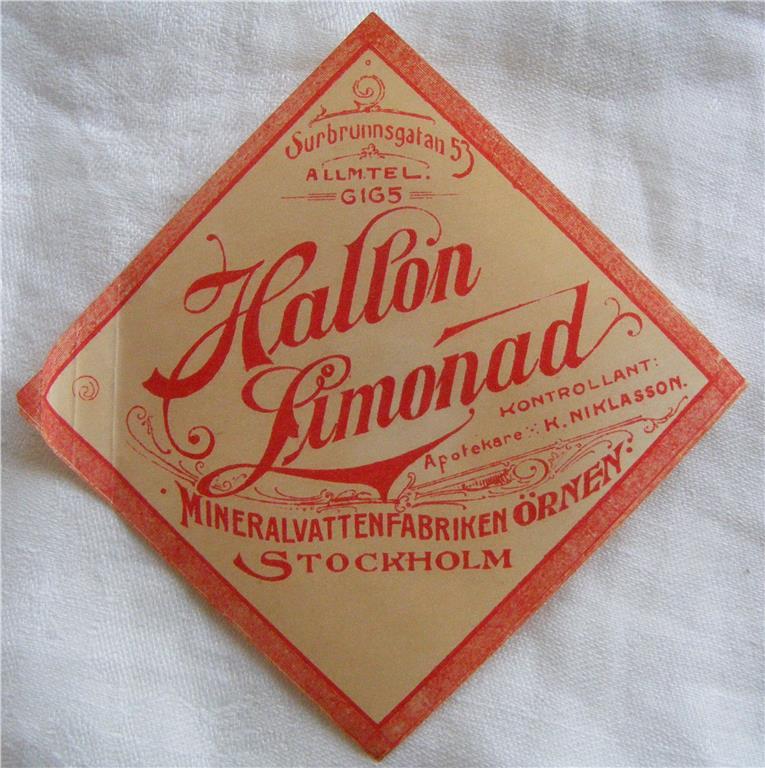 Surbrunnsgatan 53
ALLM.TEL.
6165
Hallon
Limonad
KONTROLLANT:
Apotekare K. NIKLASSON.
MINERALVATTENFABRIKEN ÖRNEN
STOCKHOLM